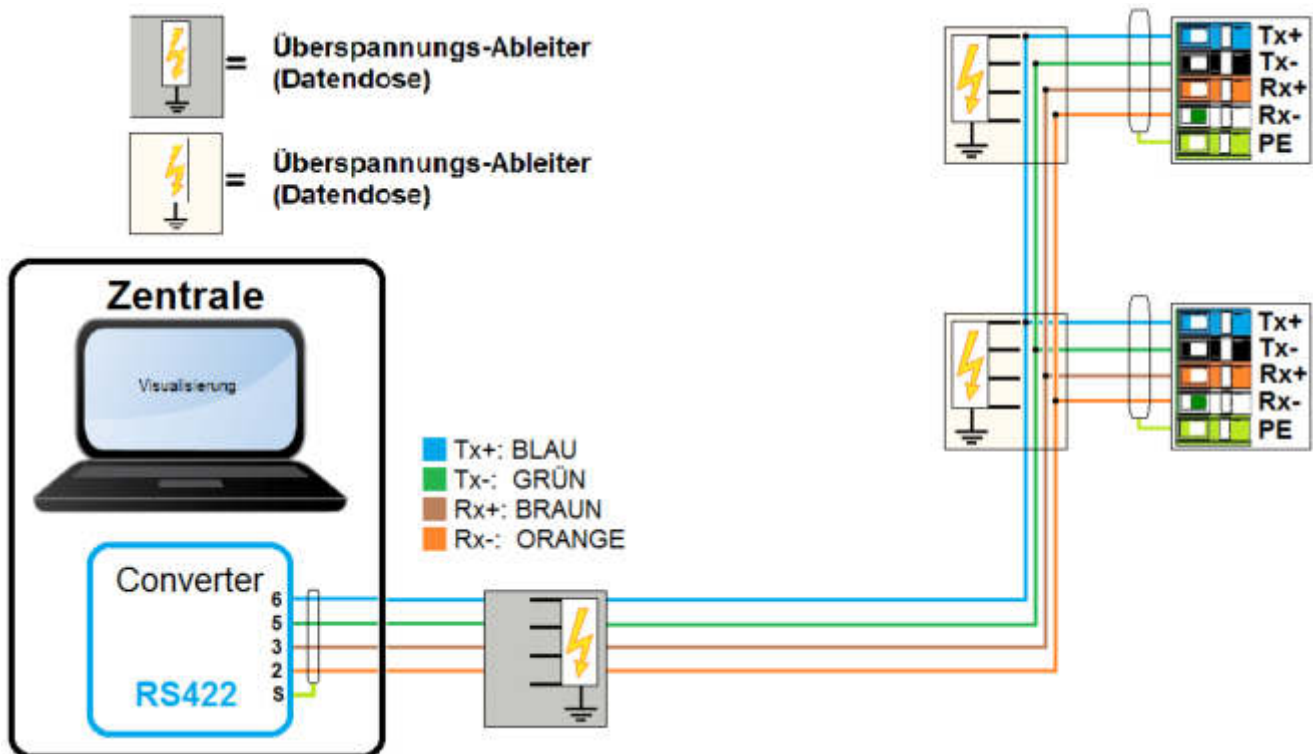 = Überspannungs-Ableiter
(Datendose)
= Überspannungs-Ableiter
(Datendose)
Tx+
Tx-
Rx+
Rx-
PE
Zentrale
Visualisierung
Tx+
Tx-
Rx+
Rx-
PE
Tx+: BLAU
Tx-: GRÜN
Rx+: BRAUN
Rx-: ORANGE
Converter
6
5
3
2
S
RS422